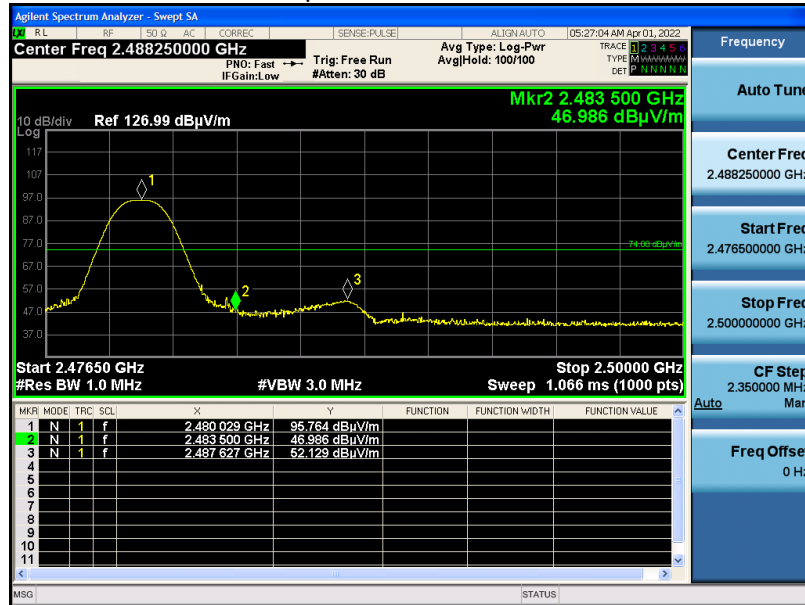 Agilent Spectrum Analyzer - Swept SA
RL RF 50 Ω AC CORREC SENSE:PULSE ALIGN AUTO 05:27:04 AM Apr 01, 2022
Center Freq 2.488250000 GHz
PNO: Fast
IFGain:Low
Trig: Free Run
#Atten: 30 dB
Avg Type: Log-Pwr
Avg|Hold: 100/100
TRACE 1 2 3 4 5 6
TYPE M
DET P N N N N N
Mkr2 2.483 500 GHz
46.986 dBµV/m
10 dB/div Ref 126.99 dBµV/m
Log
117
107
97.0
87.0
77.0
67.0
57.0
47.0
37.0
1
2
3
74.00 dBµV/m
Start 2.47650 GHz Stop 2.50000 GHz
#Res BW 1.0 MHz #VBW 3.0 MHz Sweep 1.066 ms (1000 pts)
MKR MODE TRC SCL X Y FUNCTION FUNCTION WIDTH FUNCTION VALUE
1 N 1 f 2.480 029 GHz 95.764 dBµV/m
2 N 1 f 2.483 500 GHz 46.986 dBµV/m
3 N 1 f 2.487 627 GHz 52.129 dBµV/m
4
5
6
7
8
9
10
11
MSG STATUS
Frequency
Auto Tune
Center Freq
2.488250000 GHz
Start Freq
2.476500000 GHz
Stop Freq
2.500000000 GHz
CF Step
2.350000 MHz
Auto Man
Freq Offset
0 Hz